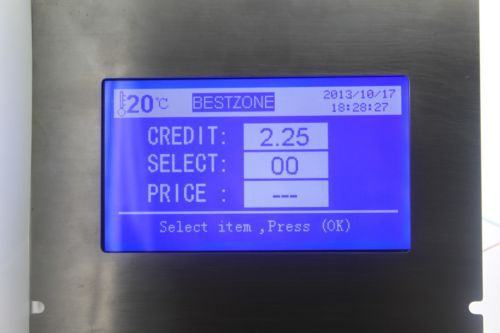 20℃ BESTZONE 2013/10/17
18:28:27
CREDIT: 2.25
SELECT: 00
PRICE : ---
Select item ,Press (OK)